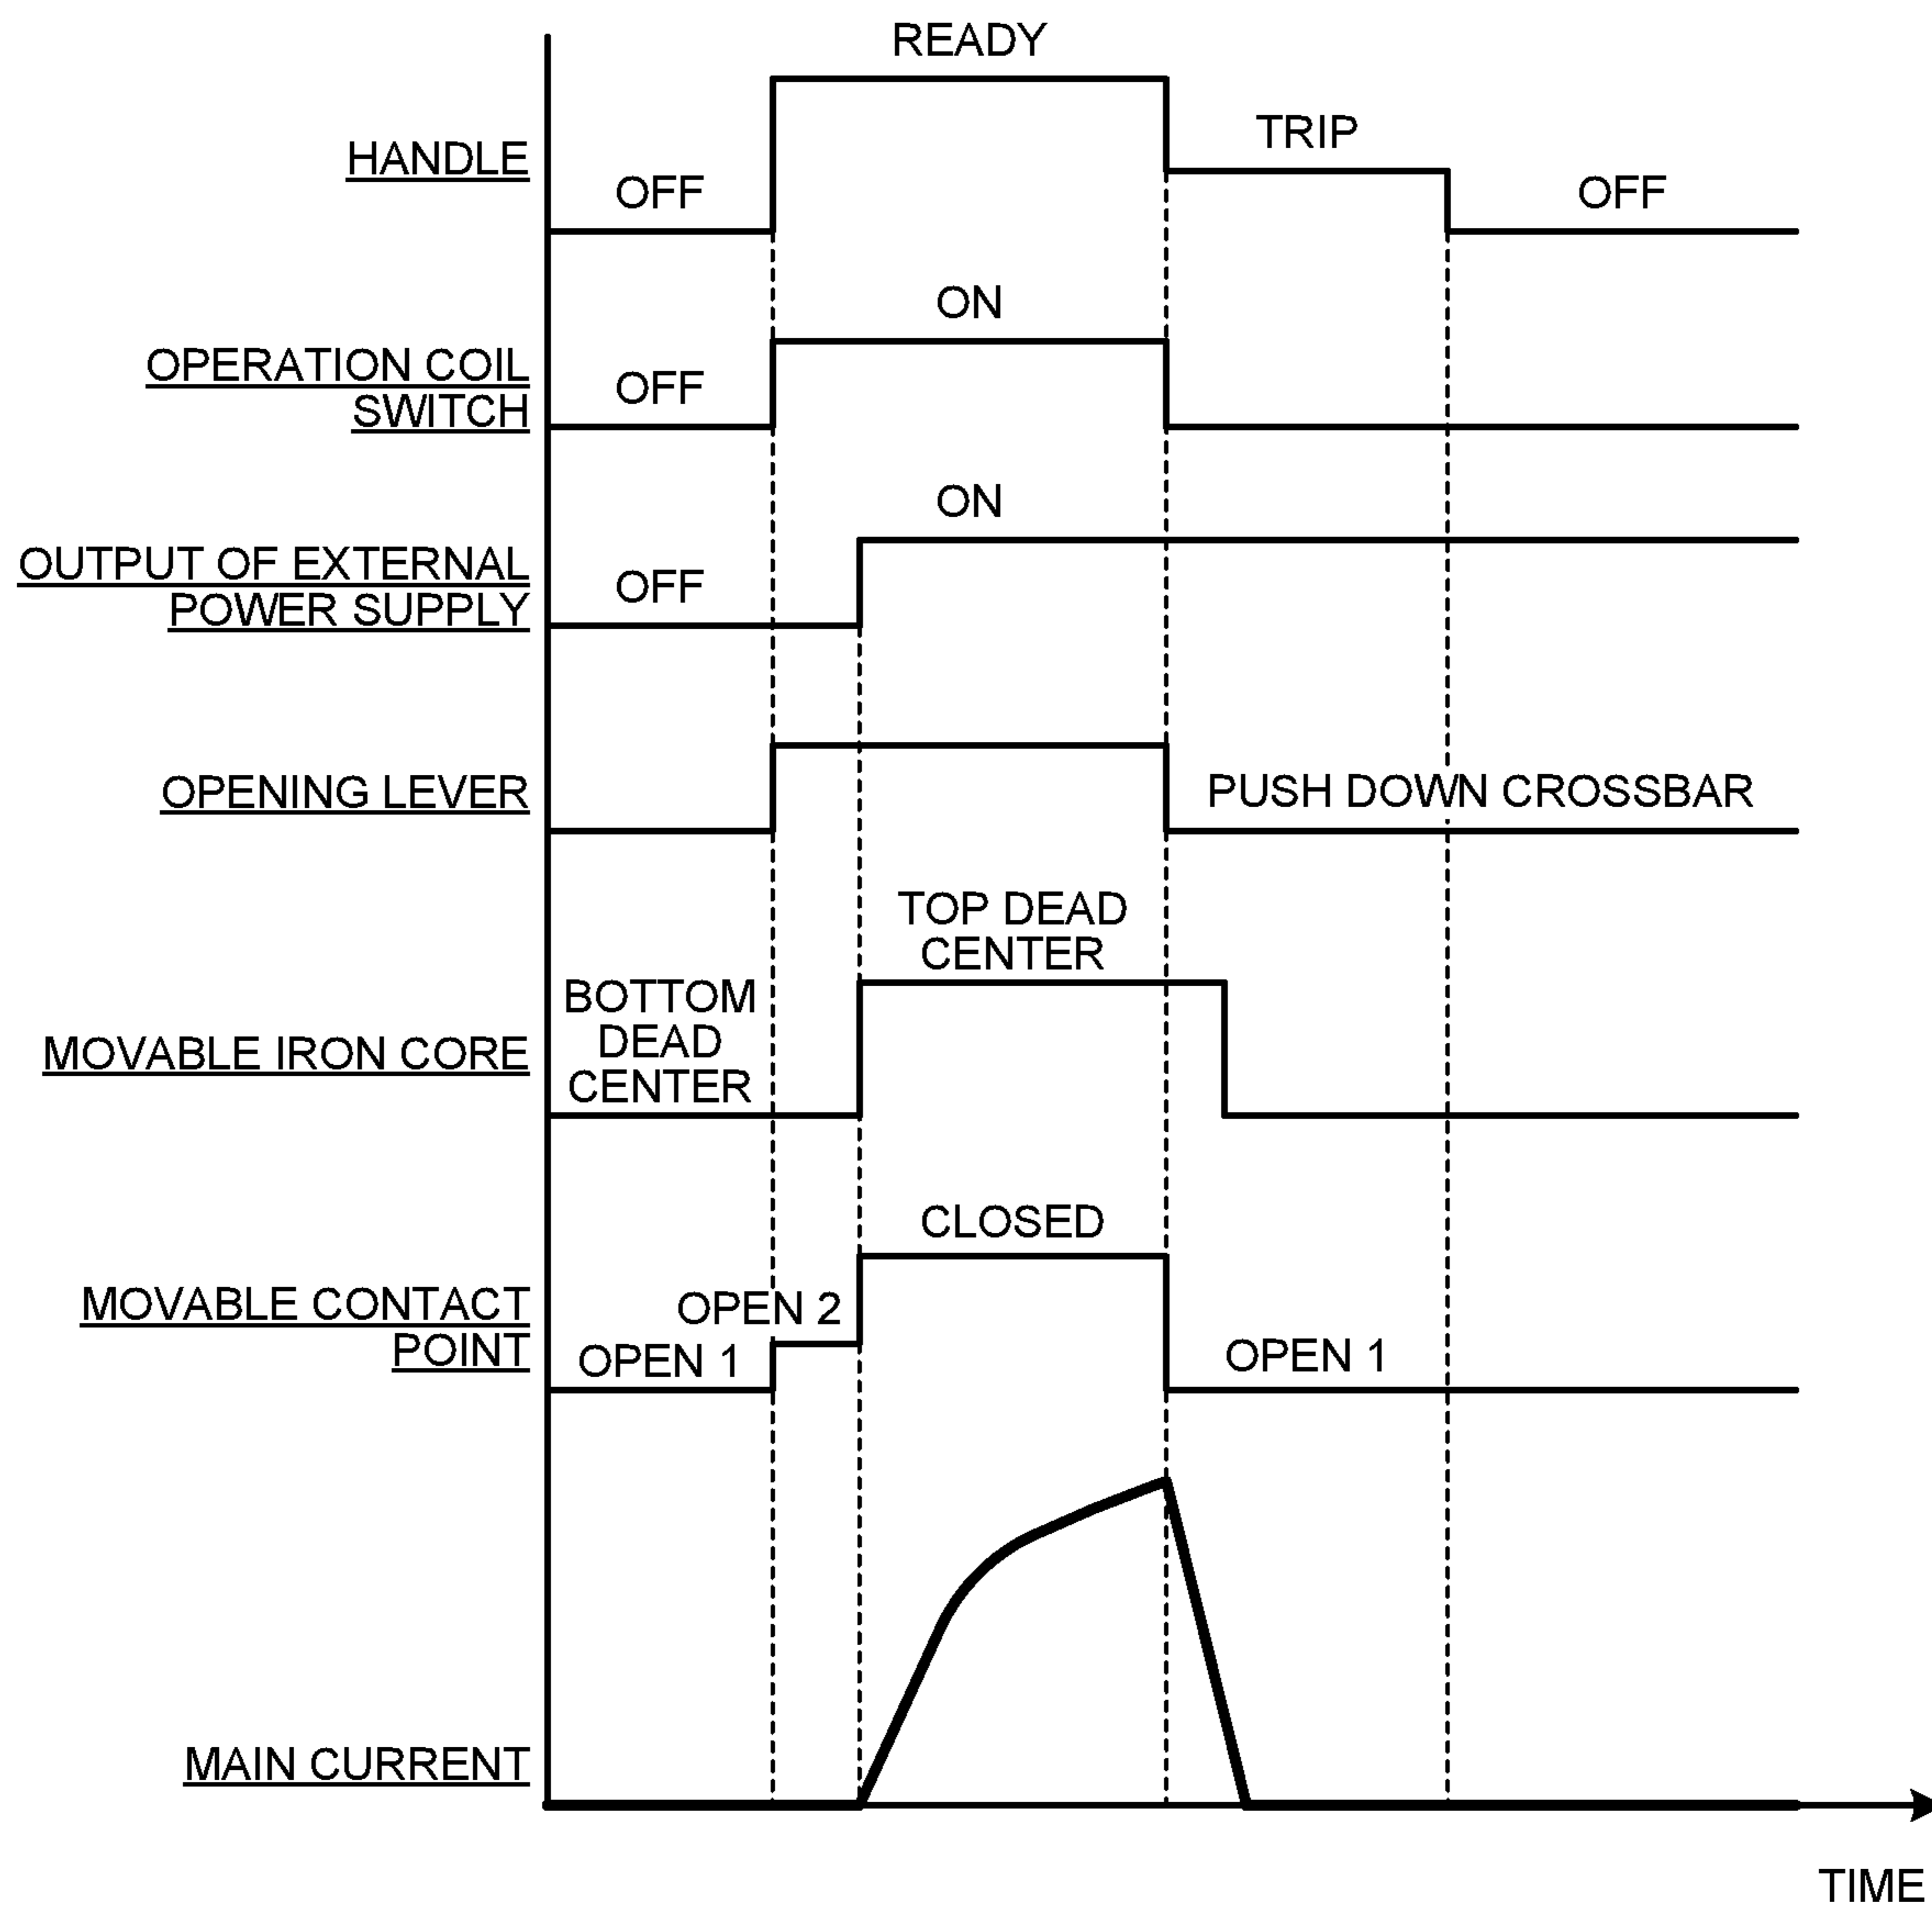 READY
TRIP
HANDLE
OFF
OFF
ON
OPERATION COIL
SWITCH
OFF
ON
OUTPUT OF EXTERNAL
POWER SUPPLY
OFF
OPENING LEVER
PUSH DOWN CROSSBAR
TOP DEAD
CENTER
BOTTOM
DEAD
CENTER
MOVABLE IRON CORE
CLOSED
MOVABLE CONTACT
POINT
OPEN 2
OPEN 1
OPEN 1
MAIN CURRENT
TIME